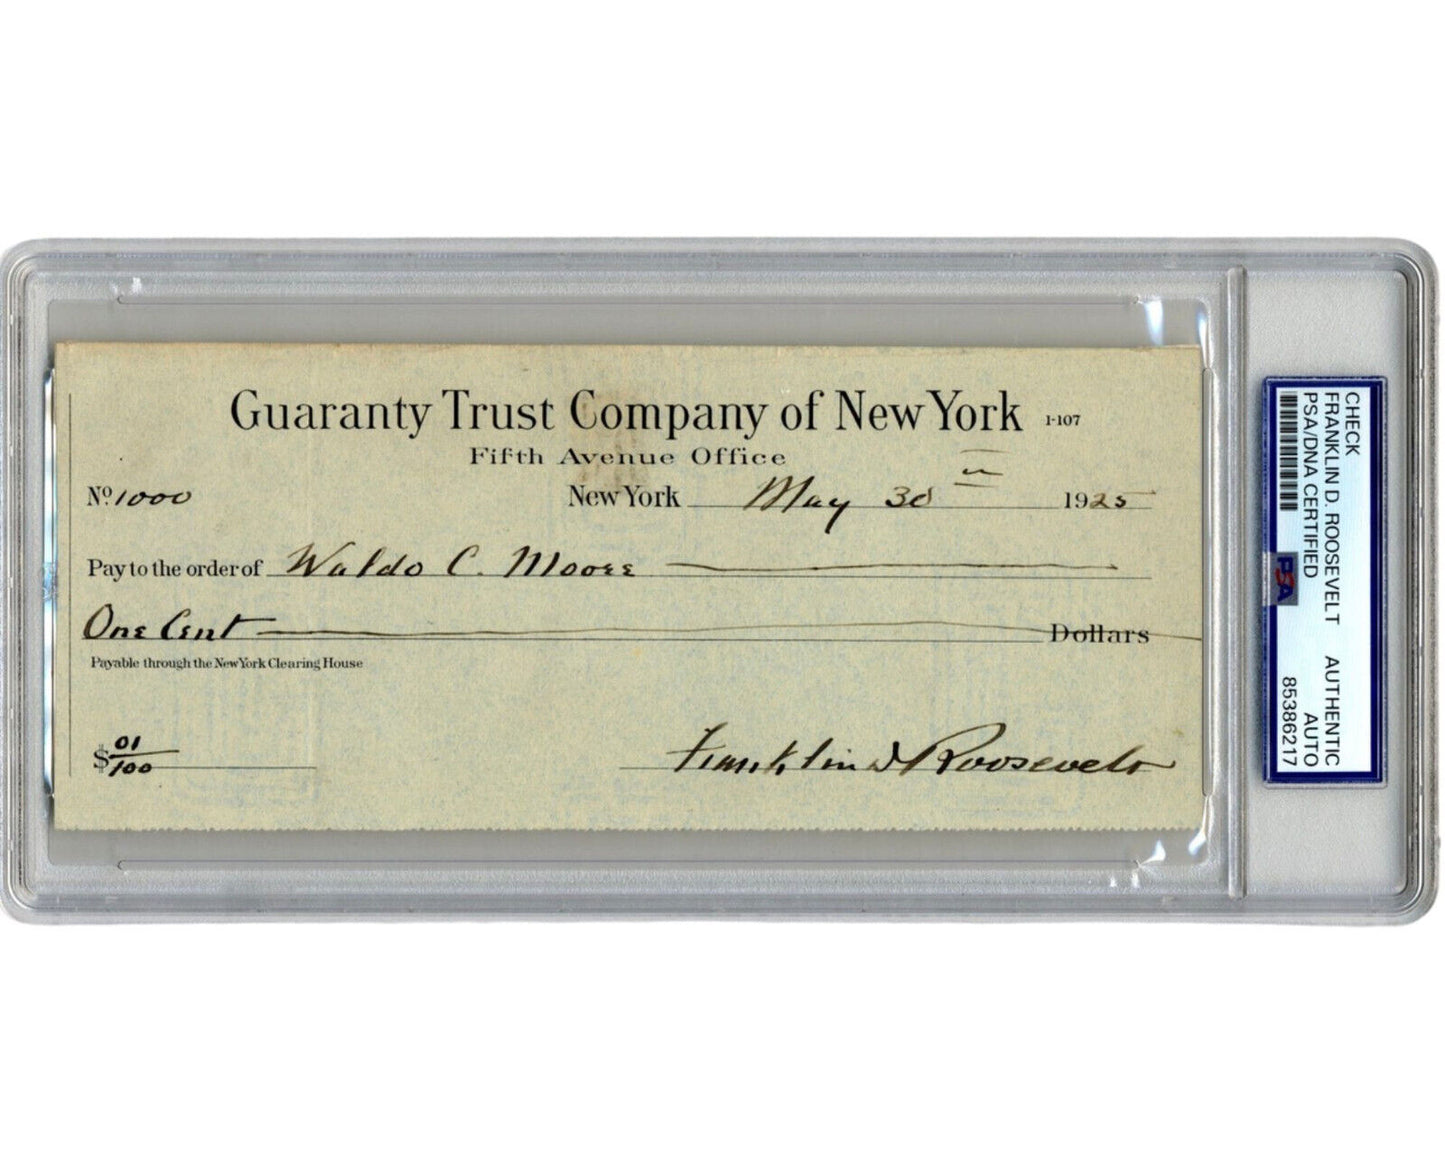 Guaranty Trust Company of New York 1-107
Fifth Avenue Office
Nº 1000 New York May 30 1925
Pay to the order of Waldo C. Moore
One Cent Dollars
Payable through the New York Clearing House
$ 01/100 Franklin D Roosevelt
CHECK
FRANKLIN D. ROOSEVELT AUTHENTIC
PSA/DNA CERTIFIED AUTO
85386217
PSA